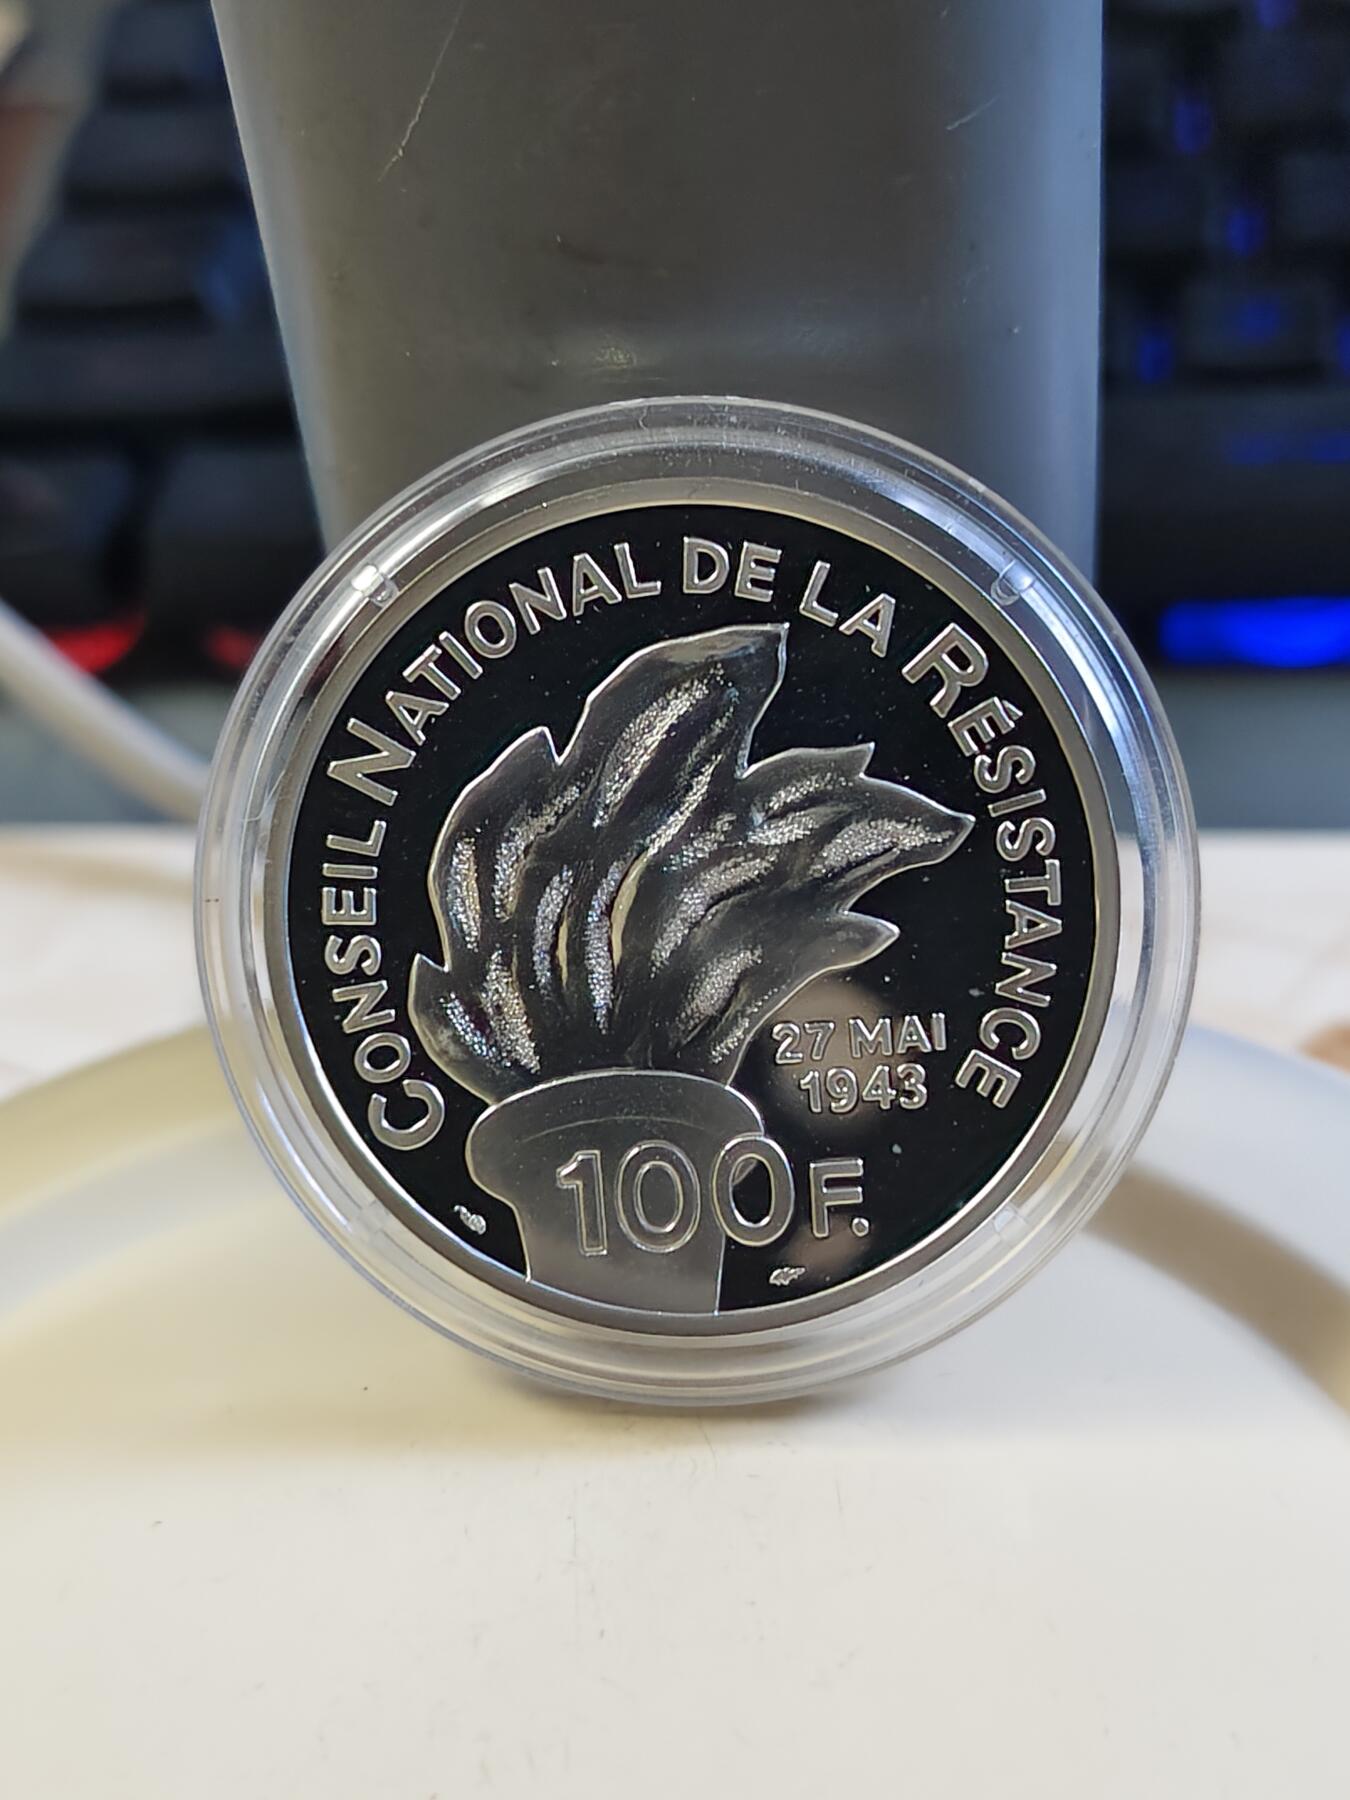 CONSEIL NATIONAL DE LA RÉSISTANCE
27 MAI
1943
100F.